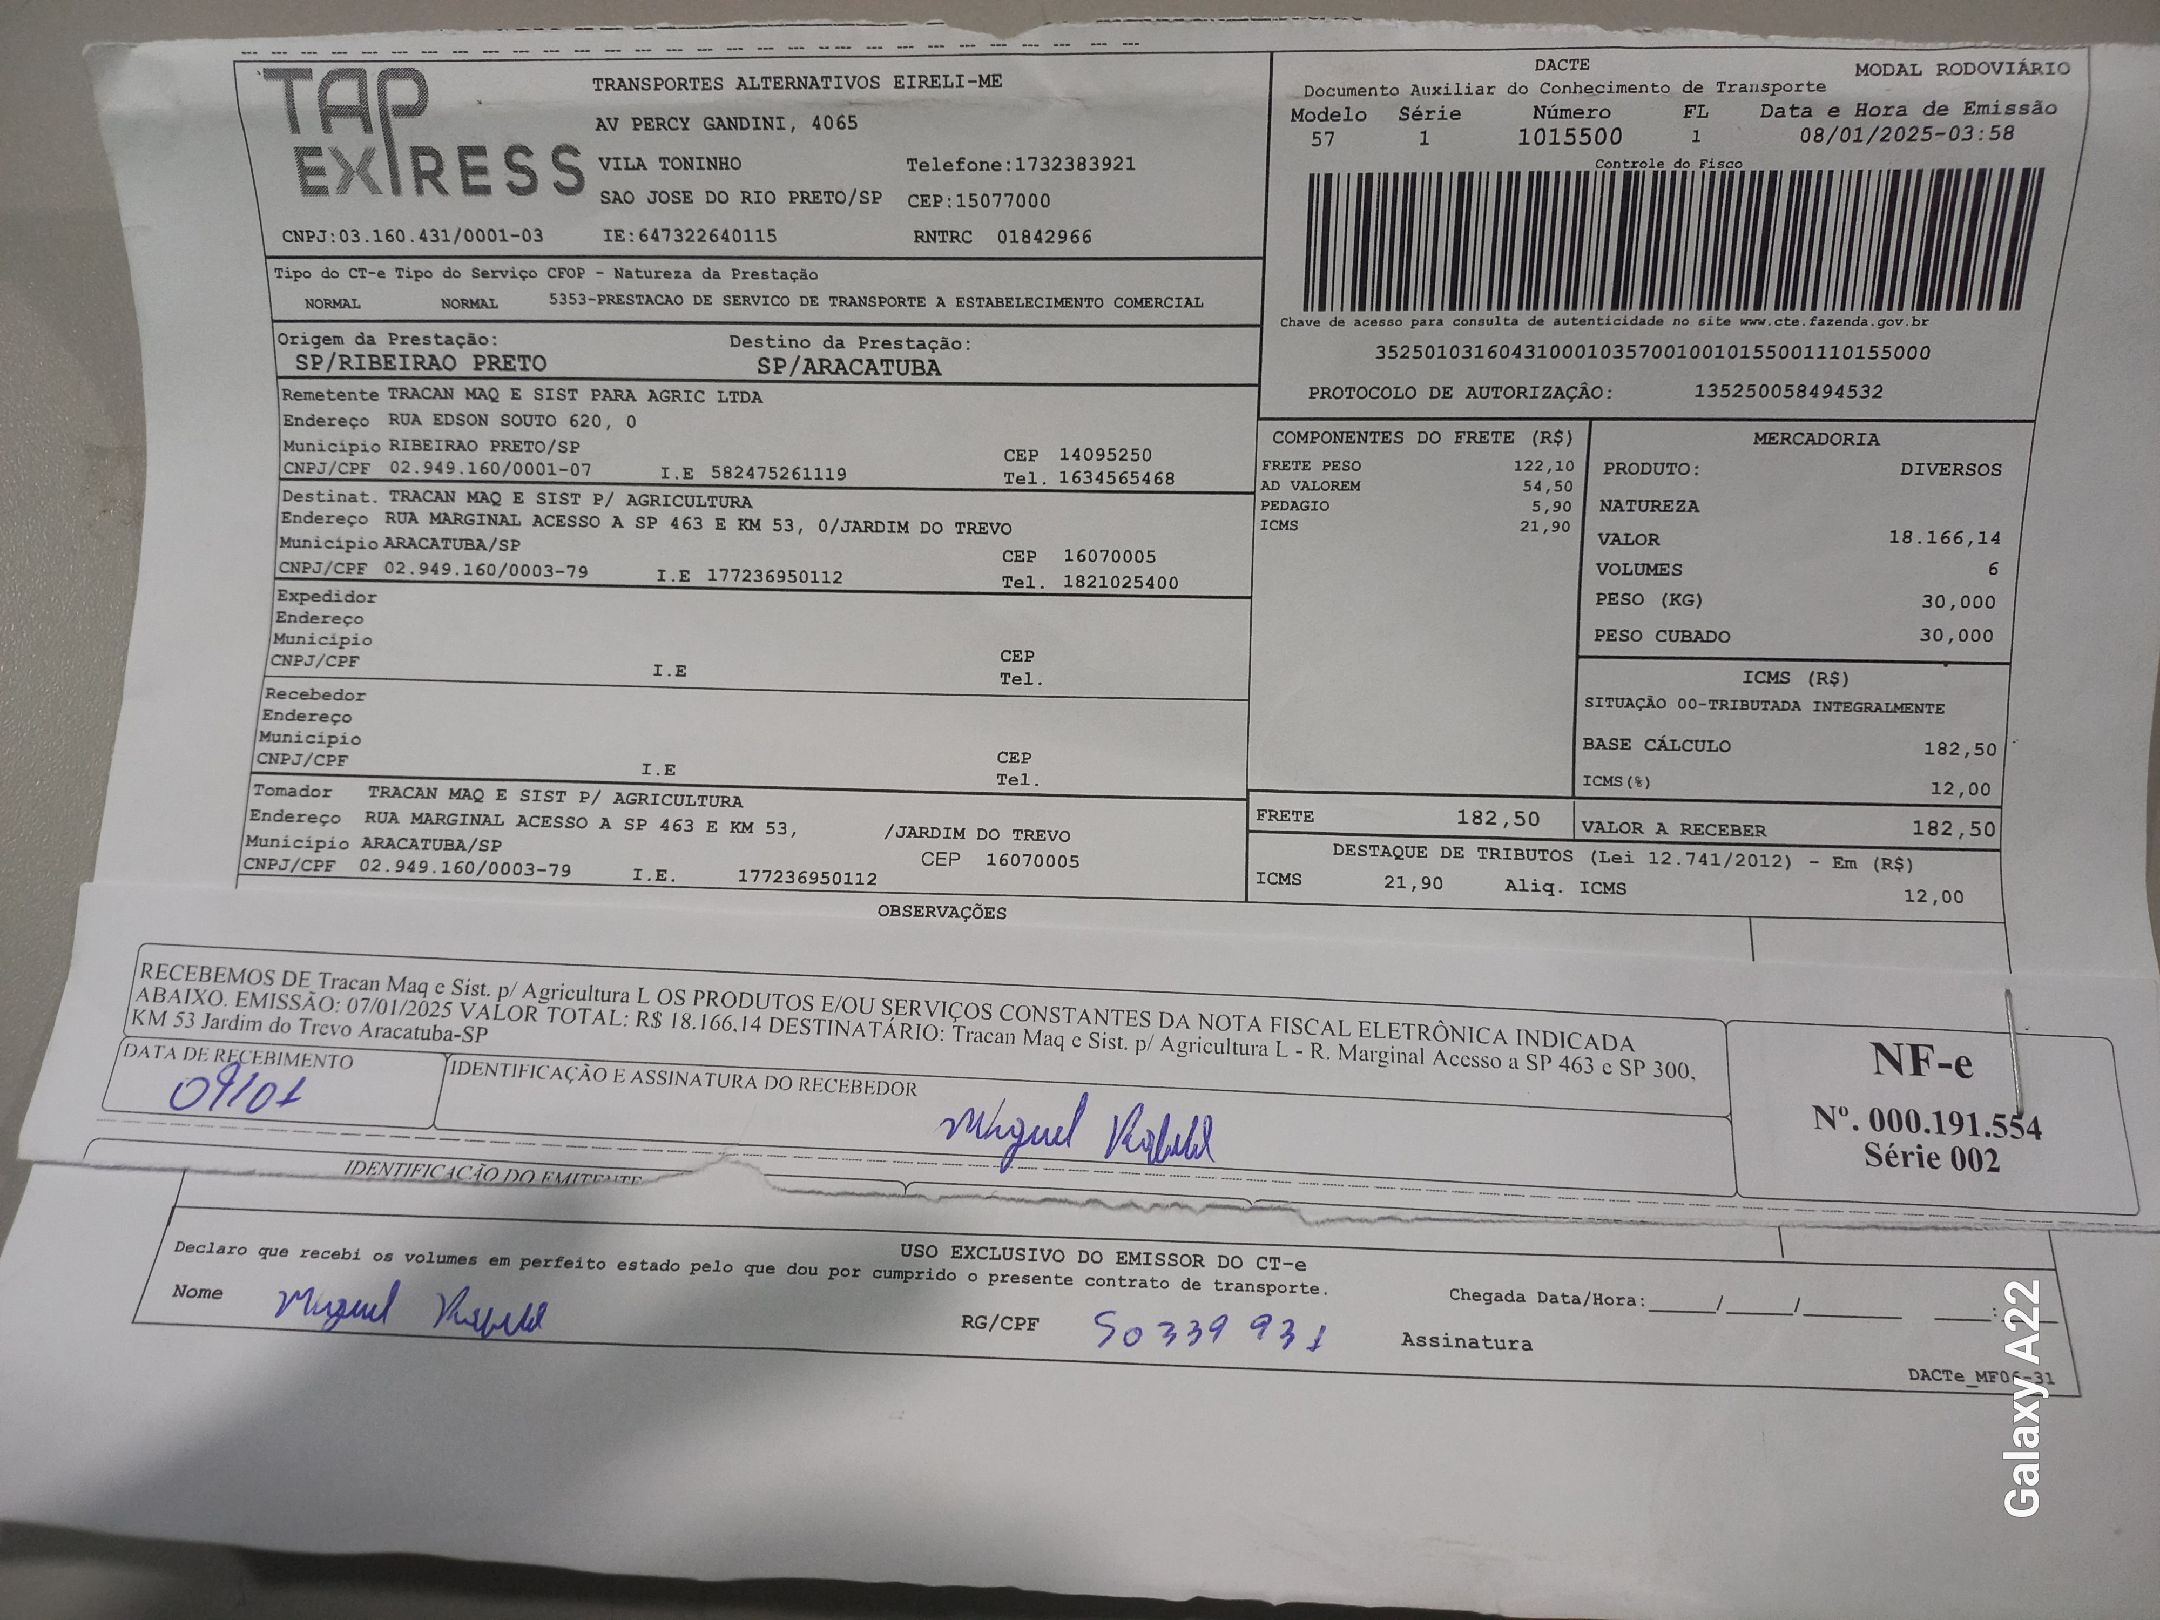 TAP EXPRESS
TRANSPORTES ALTERNATIVOS EIRELI-ME
AV PERCY GANDINI, 4065
VILA TONINHO Telefone:1732383921
SAO JOSE DO RIO PRETO/SP CEP:15077000
CNPJ:03.160.431/0001-03 IE:647322640115 RNTRC 01842966
DACTE MODAL RODOVIÁRIO
Documento Auxiliar do Conhecimento de Transporte
Modelo Série Número FL Data e Hora de Emissão
57 1 1015500 1 08/01/2025-03:58
Controle do Fisco
Chave de acesso para consulta de autenticidade no site www.cte.fazenda.gov.br
35250103160431000103570010010155001110155000
PROTOCOLO DE AUTORIZAÇÃO: 135250058494532
Tipo do CT-e Tipo do Serviço CFOP - Natureza da Prestação
NORMAL NORMAL 5353-PRESTACAO DE SERVICO DE TRANSPORTE A ESTABELECIMENTO COMERCIAL
Origem da Prestação: Destino da Prestação:
SP/RIBEIRAO PRETO SP/ARACATUBA
Remetente TRACAN MAQ E SIST PARA AGRIC LTDA
Endereço RUA EDSON SOUTO 620, 0
Município RIBEIRAO PRETO/SP CEP 14095250
CNPJ/CPF 02.949.160/0001-07 I.E 582475261119 Tel. 1634565468
Destinat. TRACAN MAQ E SIST P/ AGRICULTURA
Endereço RUA MARGINAL ACESSO A SP 463 E KM 53, 0/JARDIM DO TREVO
Município ARACATUBA/SP CEP 16070005
CNPJ/CPF 02.949.160/0003-79 I.E 177236950112 Tel. 1821025400
Expedidor
Endereço
Município CEP
CNPJ/CPF I.E Tel.
Recebedor
Endereço
Município CEP
CNPJ/CPF I.E Tel.
Tomador TRACAN MAQ E SIST P/ AGRICULTURA
Endereço RUA MARGINAL ACESSO A SP 463 E KM 53, /JARDIM DO TREVO
Município ARACATUBA/SP CEP 16070005
CNPJ/CPF 02.949.160/0003-79 I.E. 177236950112
COMPONENTES DO FRETE (R$)
FRETE PESO 122,10
AD VALOREM 54,50
PEDAGIO 5,90
ICMS 21,90
MERCADORIA
PRODUTO: DIVERSOS
NATUREZA
VALOR 18.166,14
VOLUMES 6
PESO (KG) 30,000
PESO CUBADO 30,000
ICMS (R$)
SITUAÇÃO 00-TRIBUTADA INTEGRALMENTE
BASE CÁLCULO 182,50
ICMS(%) 12,00
FRETE 182,50 VALOR A RECEBER 182,50
DESTAQUE DE TRIBUTOS (Lei 12.741/2012) - Em (R$)
ICMS 21,90 Aliq. ICMS 12,00
OBSERVAÇÕES
RECEBEMOS DE Tracan Maq e Sist. p/ Agricultura L OS PRODUTOS E/OU SERVIÇOS CONSTANTES DA NOTA FISCAL ELETRÔNICA INDICADA
ABAIXO. EMISSÃO: 07/01/2025 VALOR TOTAL: R$ 18.166,14 DESTINATÁRIO: Tracan Maq e Sist. p/ Agricultura L - R. Marginal Acesso a SP 463 e SP 300,
KM 53 Jardim do Trevo Aracatuba-SP
DATA DE RECEBIMENTO IDENTIFICAÇÃO E ASSINATURA DO RECEBEDOR
09/01 Miguel
NF-e
Nº. 000.191.554
Série 002
IDENTIFICAÇÃO DO EMITENTE
USO EXCLUSIVO DO EMISSOR DO CT-e
Declaro que recebi os volumes em perfeito estado pelo que dou por cumprido o presente contrato de transporte.
Nome Miguel RG/CPF 50339931 Chegada Data/Hora:_____/_____/_______ ____:____
Assinatura
DACTe_MF06-31
Galaxy A22